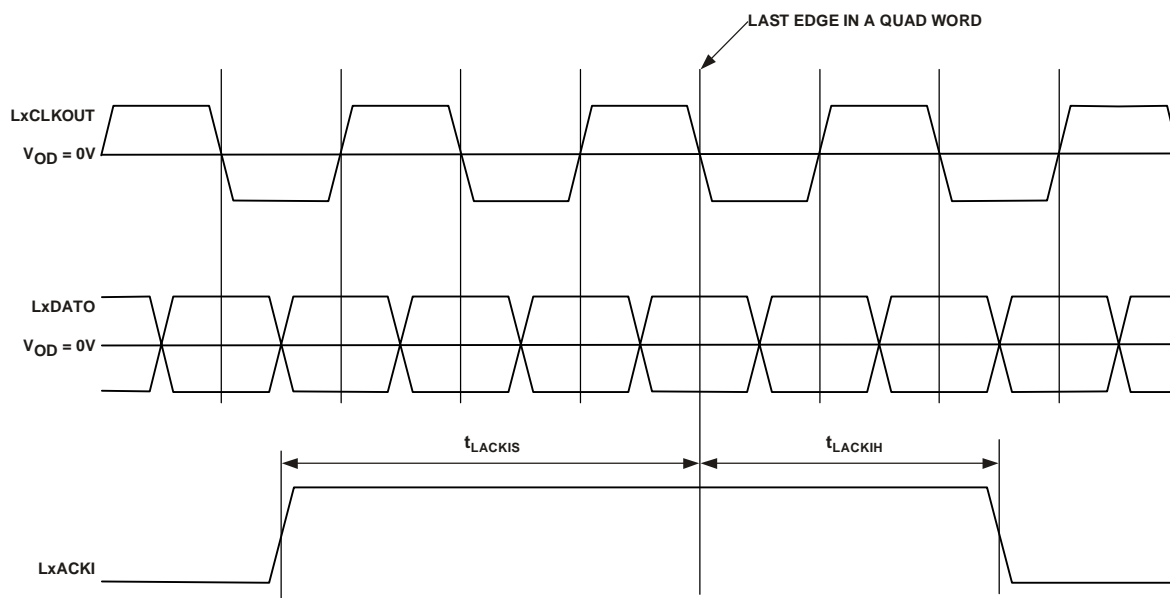 LAST EDGE IN A QUAD WORD
LxCLKOUT
VOD = 0V
LxDATO
VOD = 0V
tLACKIS
tLACKIH
LxACKI